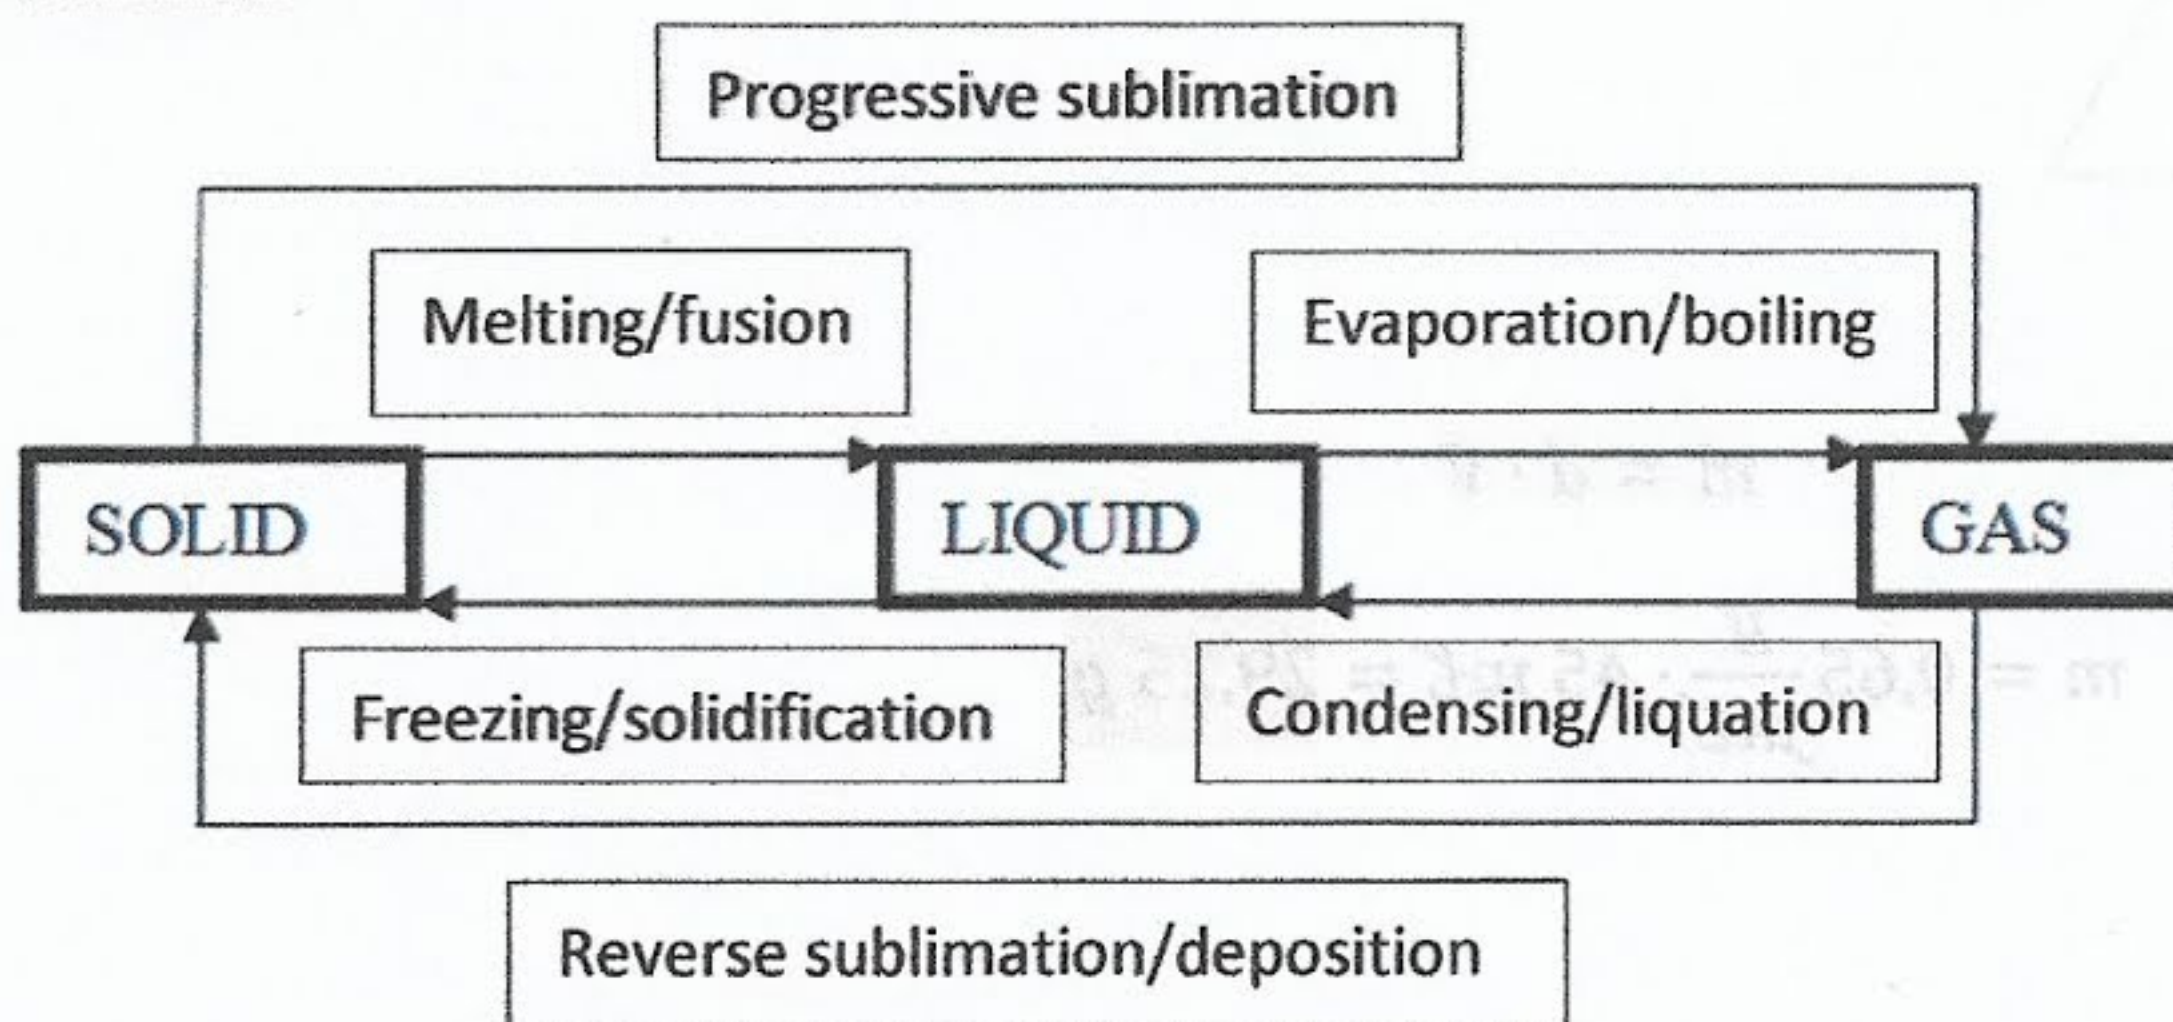 Progressive sublimation
Melting/fusion
Evaporation/boiling
SOLID
LIQUID
GAS
Freezing/solidification
Condensing/liquation
Reverse sublimation/deposition